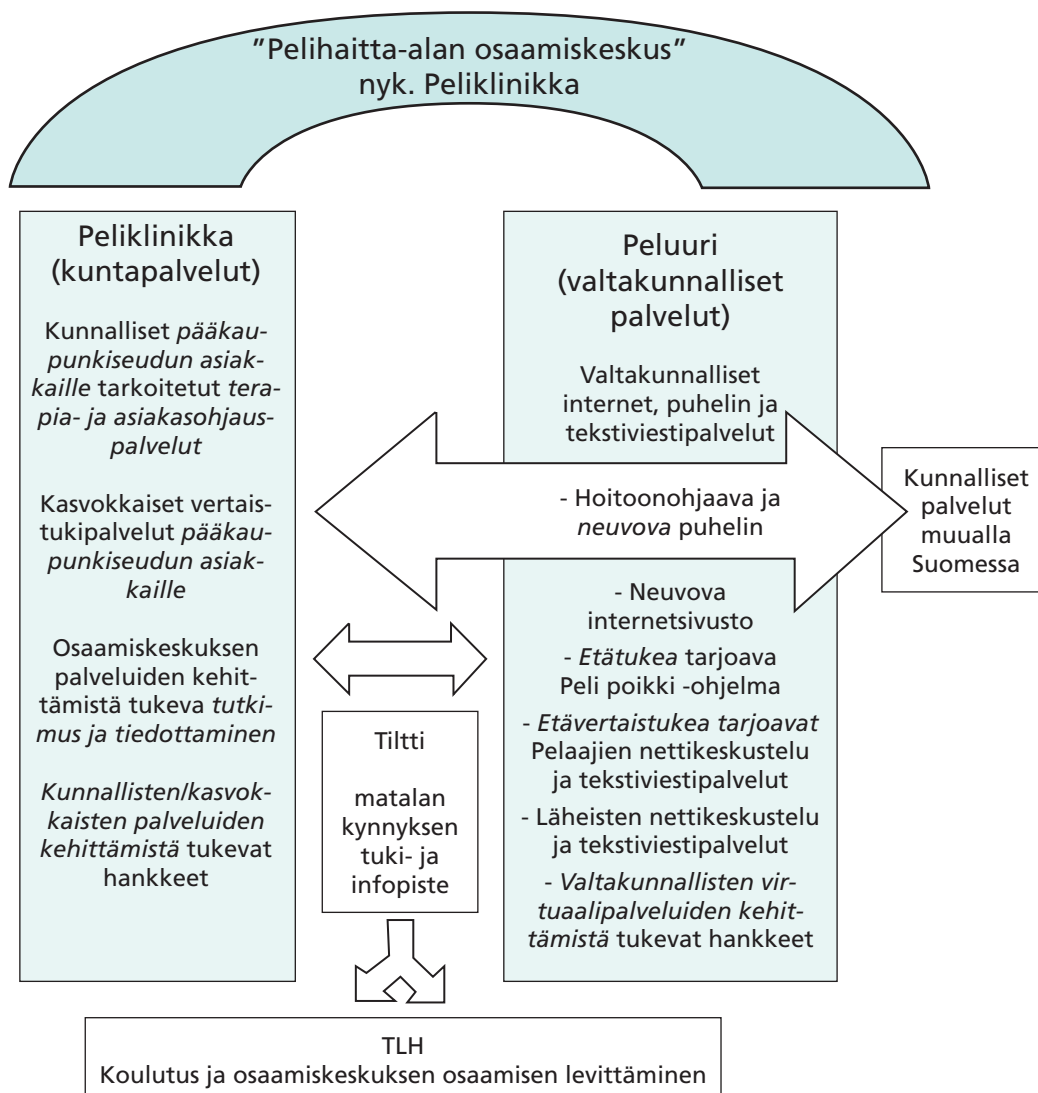 ”Pelihaitta-alan osaamiskeskus”
nyk. Peliklinikka
Peliklinikka
(kuntapalvelut)
Kunnalliset pääkau-
punkiseudun asiak-
kaille tarkoitetut tera-
pia- ja asiakasohjaus-
palvelut
Kasvokkaiset vertais-
tukipalvelut pääkau-
punkiseudun asiak-
kaille
Osaamiskeskuksen
palveluiden kehit-
tämistä tukeva tutki-
mus ja tiedottaminen
Kunnallisten/kasvok-
kaisten palveluiden
kehittämistä tukevat
hankkeet
Tiltti
matalan
kynnyksen
tuki- ja
infopiste
Peluuri
(valtakunnalliset
palvelut)
Valtakunnalliset
internet, puhelin ja
tekstiviestipalvelut
- Hoitoonohjaava ja
neuvova puhelin
- Neuvova
internetsivusto
- Etätukea tarjoava
Peli poikki -ohjelma
- Etävertaistukea tarjoavat
Pelaajien nettikeskustelu
ja tekstiviestipalvelut
- Läheisten nettikeskustelu
ja tekstiviestipalvelut
- Valtakunnallisten vir-
tuaalipalveluiden kehit-
tämistä tukevat hankkeet
Kunnalliset
palvelut
muualla
Suomessa
TLH
Koulutus ja osaamiskeskuksen osaamisen levittäminen